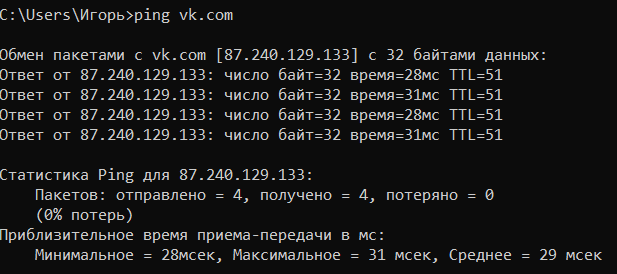 C:\Users\Игорь>ping vk.com
Обмен пакетами с vk.com [87.240.129.133] с 32 байтами данных:
Ответ от 87.240.129.133: число байт=32 время=28мс TTL=51
Ответ от 87.240.129.133: число байт=32 время=31мс TTL=51
Ответ от 87.240.129.133: число байт=32 время=28мс TTL=51
Ответ от 87.240.129.133: число байт=32 время=31мс TTL=51
Статистика Ping для 87.240.129.133:
Пакетов: отправлено = 4, получено = 4, потеряно = 0
(0% потерь)
Приблизительное время приема-передачи в мс:
Минимальное = 28мсек, Максимальное = 31 мсек, Среднее = 29 мсек